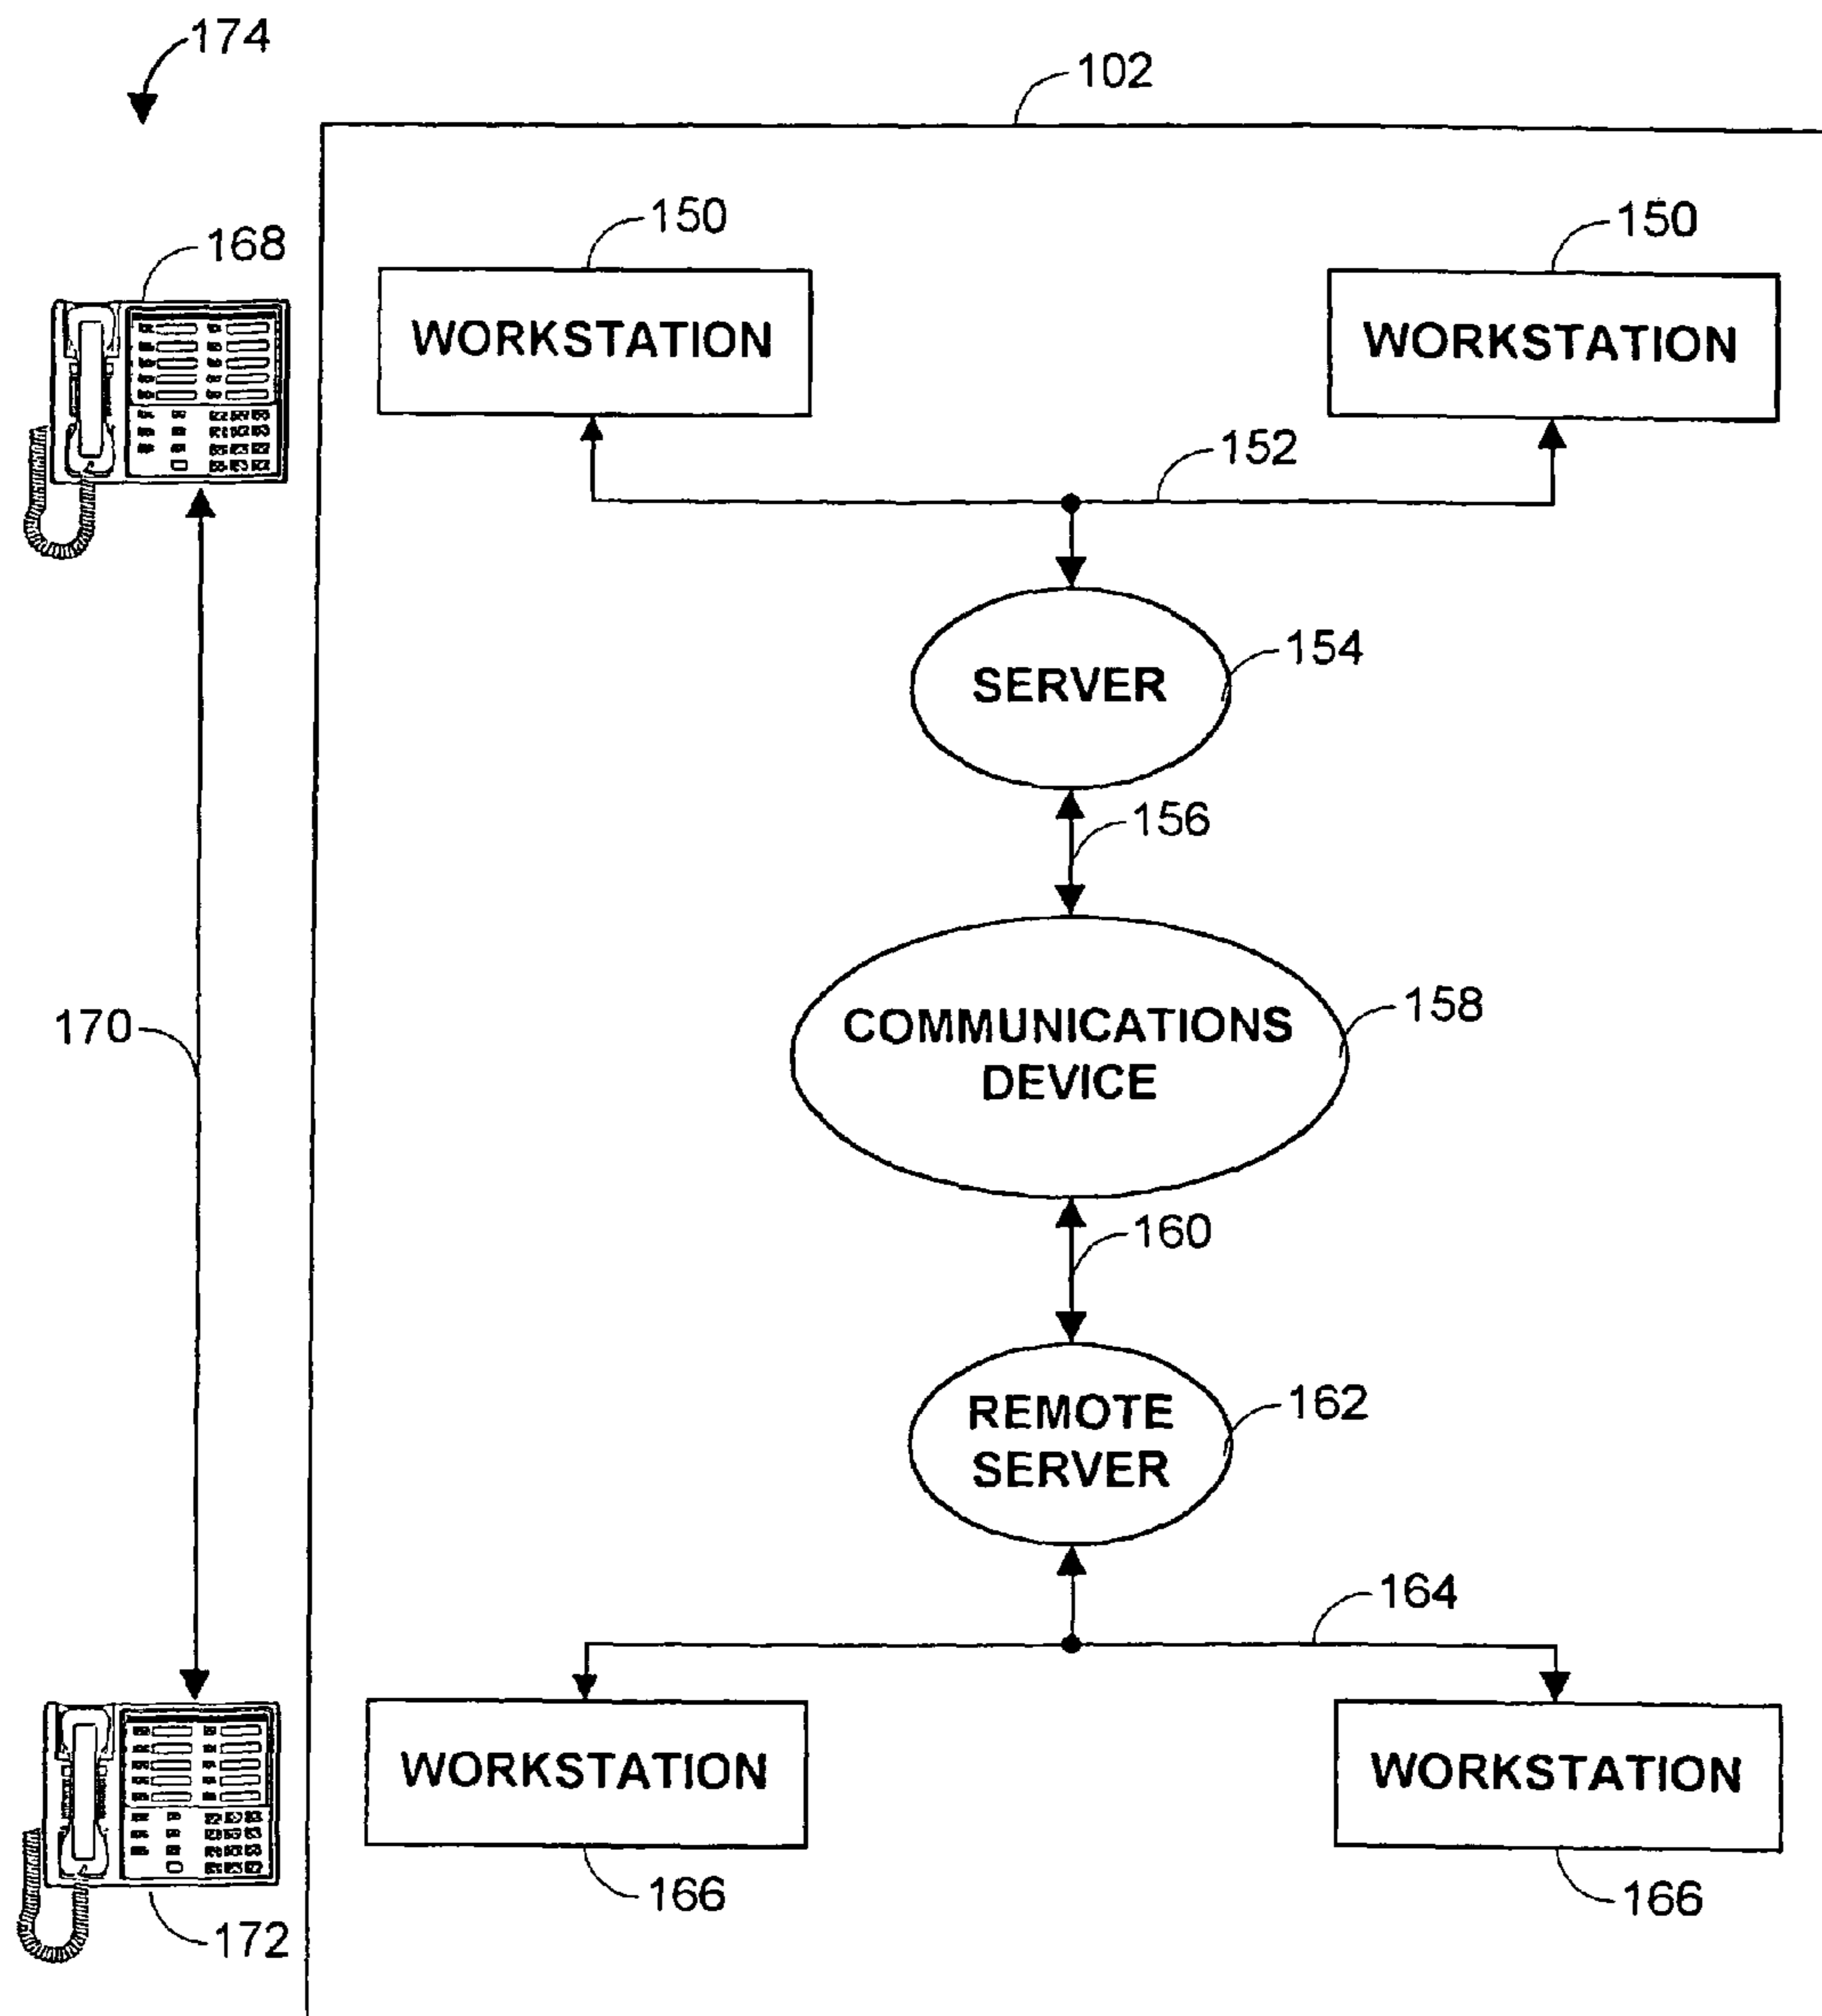 174
102
168
150
150
WORKSTATION
WORKSTATION
152
154
SERVER
156
158
COMMUNICATIONS
DEVICE
170
160
162
REMOTE
SERVER
164
WORKSTATION
WORKSTATION
166
166
172